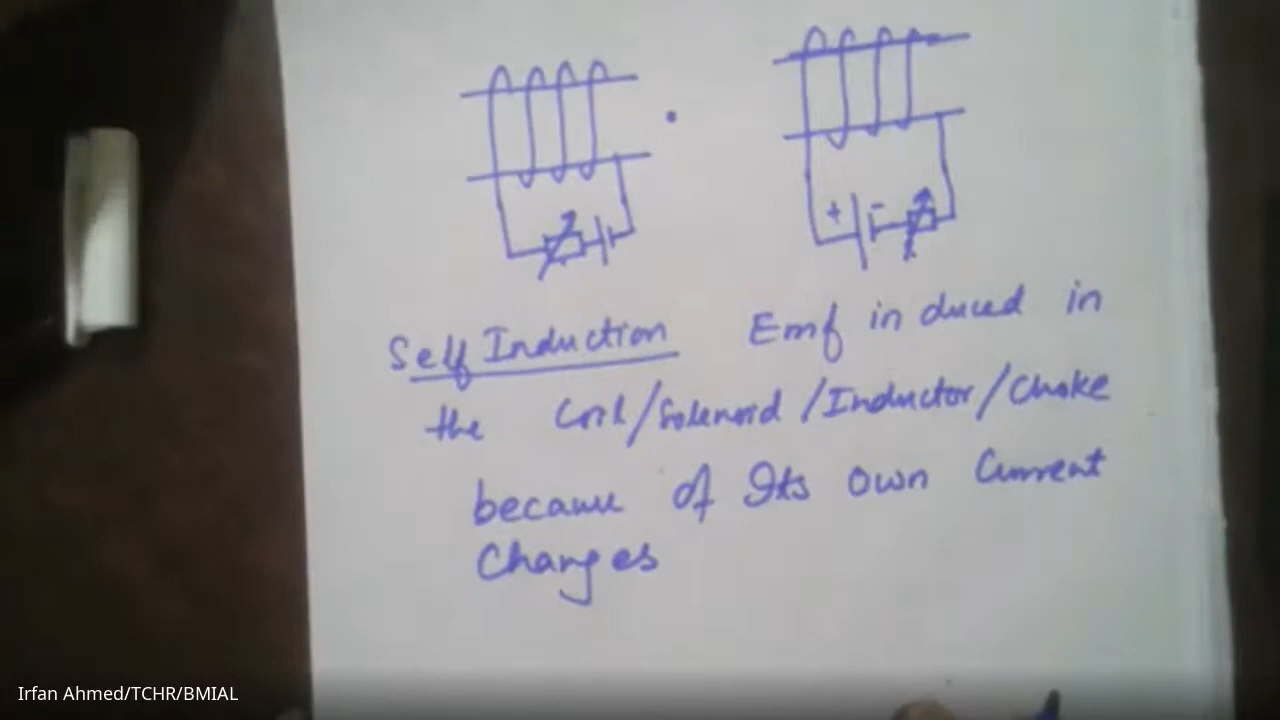 + -
Self Induction Emf induced in
the Coil/Solenoid/Inductor/Choke
because of Its own Current
Changes
Irfan Ahmed/TCHR/BMIAL